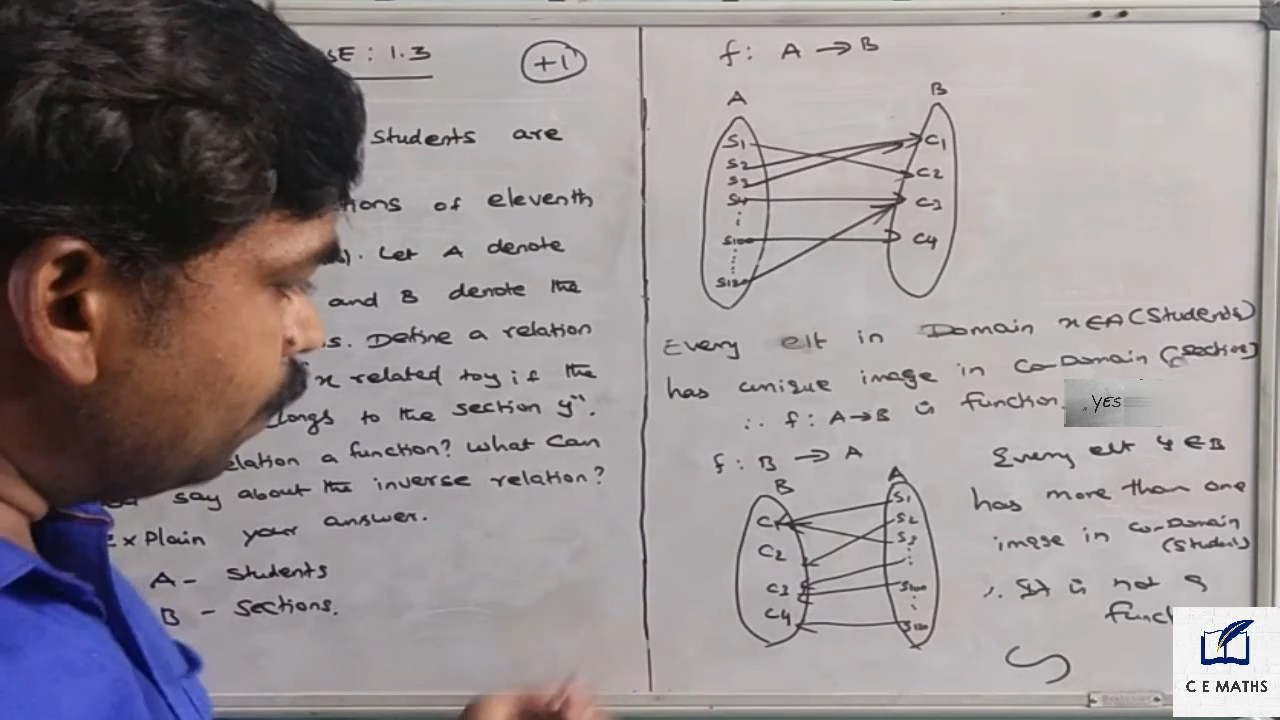 SE : 1.3
+1
students are
tions of eleventh
Let A denote
and B denote the
s. Define a relation
"x related to y if the
longs to the section y".
elation a function? What can
say about the inverse relation?
Explain your answer.
A - Students
B - Sections.
f : A → B
A
B
S1
S2
S3
S4
S100
S120
C1
C2
C3
C4
Every elt in Domain x∈A (Students)
has unique image in Co-Domain (section)
∴ f : A→B is function.
YES
f : B → A
B
A
C1
C2
C3
C4
S1
S2
S3
S100
S120
Every elt y ∈ B
has more than one
image in Co-Domain
(Student)
∴ It is not a
func
C E MATHS